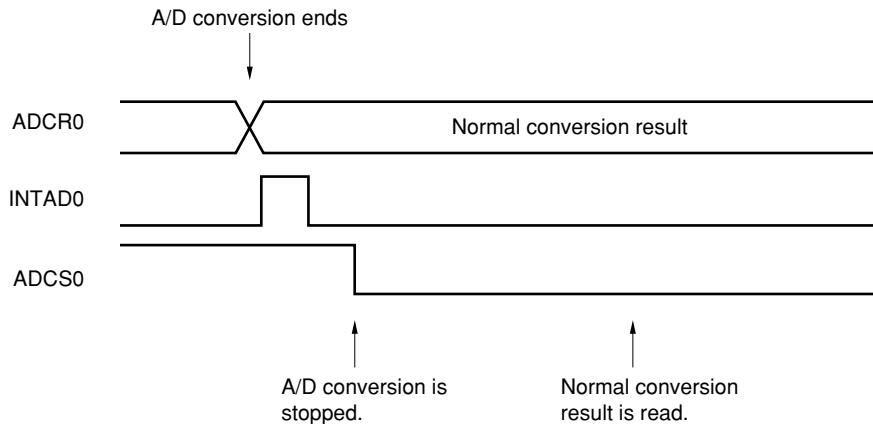 A/D conversion ends
ADCR0
Normal conversion result
INTAD0
ADCS0
A/D conversion is
stopped.
Normal conversion
result is read.